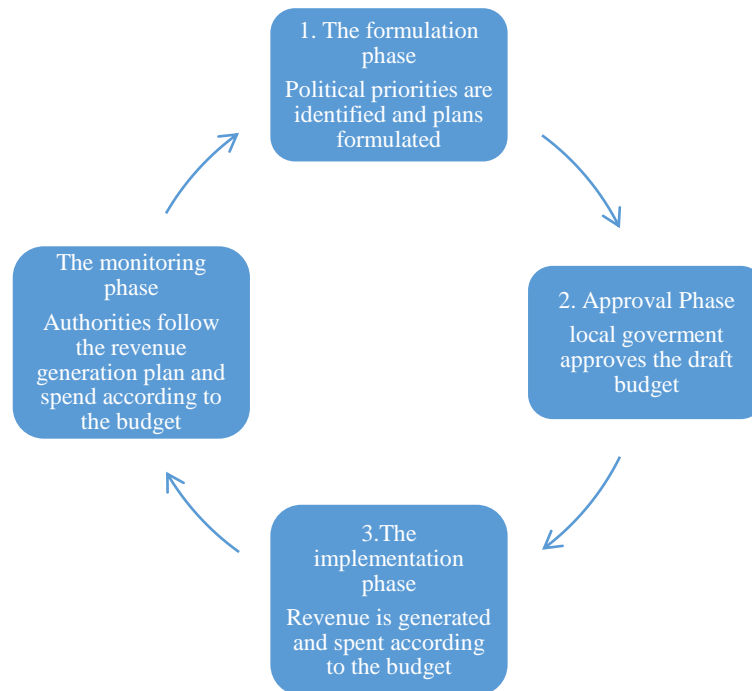 1. The formulation
phase
Political priorities are
identified and plans
formulated
2. Approval Phase
local goverment
approves the draft
budget
3.The
implementation
phase
Revenue is generated
and spent according
to the budget
The monitoring
phase
Authorities follow
the revenue
generation plan and
spend according to
the budget